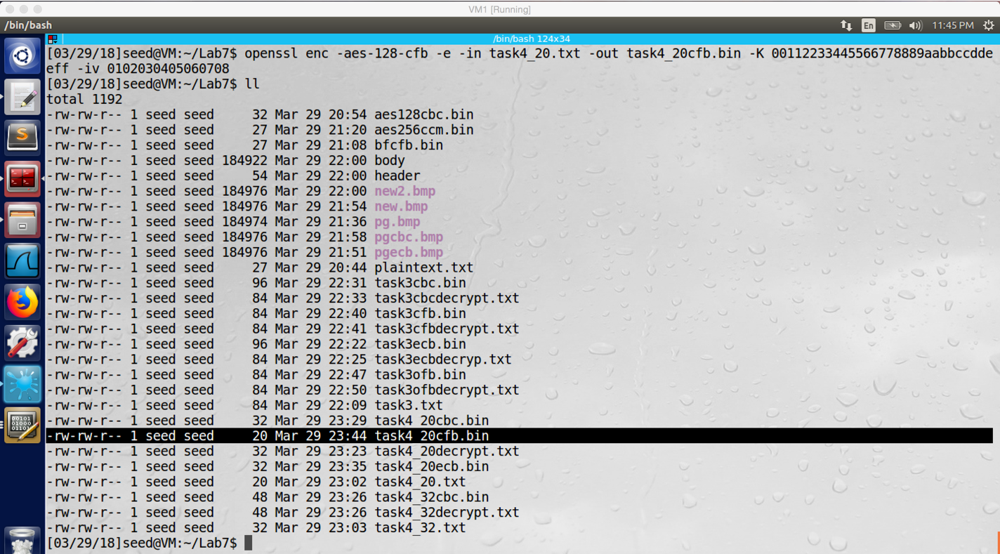 VM1 [Running]
/bin/bash En 11:45 PM
/bin/bash 124x34
[03/29/18]seed@VM:~/Lab7$ openssl enc -aes-128-cfb -e -in task4_20.txt -out task4_20cfb.bin -K 00112233445566778889aabbccdde
eff -iv 0102030405060708
[03/29/18]seed@VM:~/Lab7$ ll
total 1192
-rw-rw-r-- 1 seed seed     32 Mar 29 20:54 aes128cbc.bin
-rw-rw-r-- 1 seed seed     27 Mar 29 21:20 aes256ccm.bin
-rw-rw-r-- 1 seed seed     27 Mar 29 21:08 bfcfb.bin
-rw-rw-r-- 1 seed seed 184922 Mar 29 22:00 body
-rw-rw-r-- 1 seed seed     54 Mar 29 22:00 header
-rw-rw-r-- 1 seed seed 184976 Mar 29 22:00 new2.bmp
-rw-rw-r-- 1 seed seed 184976 Mar 29 21:54 new.bmp
-rw-rw-r-- 1 seed seed 184974 Mar 29 21:36 pg.bmp
-rw-rw-r-- 1 seed seed 184976 Mar 29 21:58 pgcbc.bmp
-rw-rw-r-- 1 seed seed 184976 Mar 29 21:51 pgecb.bmp
-rw-rw-r-- 1 seed seed     27 Mar 29 20:44 plaintext.txt
-rw-rw-r-- 1 seed seed     96 Mar 29 22:31 task3cbc.bin
-rw-rw-r-- 1 seed seed     84 Mar 29 22:33 task3cbcdecrypt.txt
-rw-rw-r-- 1 seed seed     84 Mar 29 22:40 task3cfb.bin
-rw-rw-r-- 1 seed seed     84 Mar 29 22:41 task3cfbdecrypt.txt
-rw-rw-r-- 1 seed seed     96 Mar 29 22:22 task3ecb.bin
-rw-rw-r-- 1 seed seed     84 Mar 29 22:25 task3ecbdecryp.txt
-rw-rw-r-- 1 seed seed     84 Mar 29 22:47 task3ofb.bin
-rw-rw-r-- 1 seed seed     84 Mar 29 22:50 task3ofbdecrypt.txt
-rw-rw-r-- 1 seed seed     84 Mar 29 22:09 task3.txt
-rw-rw-r-- 1 seed seed     32 Mar 29 23:29 task4_20cbc.bin
-rw-rw-r-- 1 seed seed     20 Mar 29 23:44 task4_20cfb.bin
-rw-rw-r-- 1 seed seed     32 Mar 29 23:23 task4_20decrypt.txt
-rw-rw-r-- 1 seed seed     32 Mar 29 23:35 task4_20ecb.bin
-rw-rw-r-- 1 seed seed     20 Mar 29 23:02 task4_20.txt
-rw-rw-r-- 1 seed seed     48 Mar 29 23:26 task4_32cbc.bin
-rw-rw-r-- 1 seed seed     48 Mar 29 23:26 task4_32decrypt.txt
-rw-rw-r-- 1 seed seed     32 Mar 29 23:03 task4_32.txt
[03/29/18]seed@VM:~/Lab7$